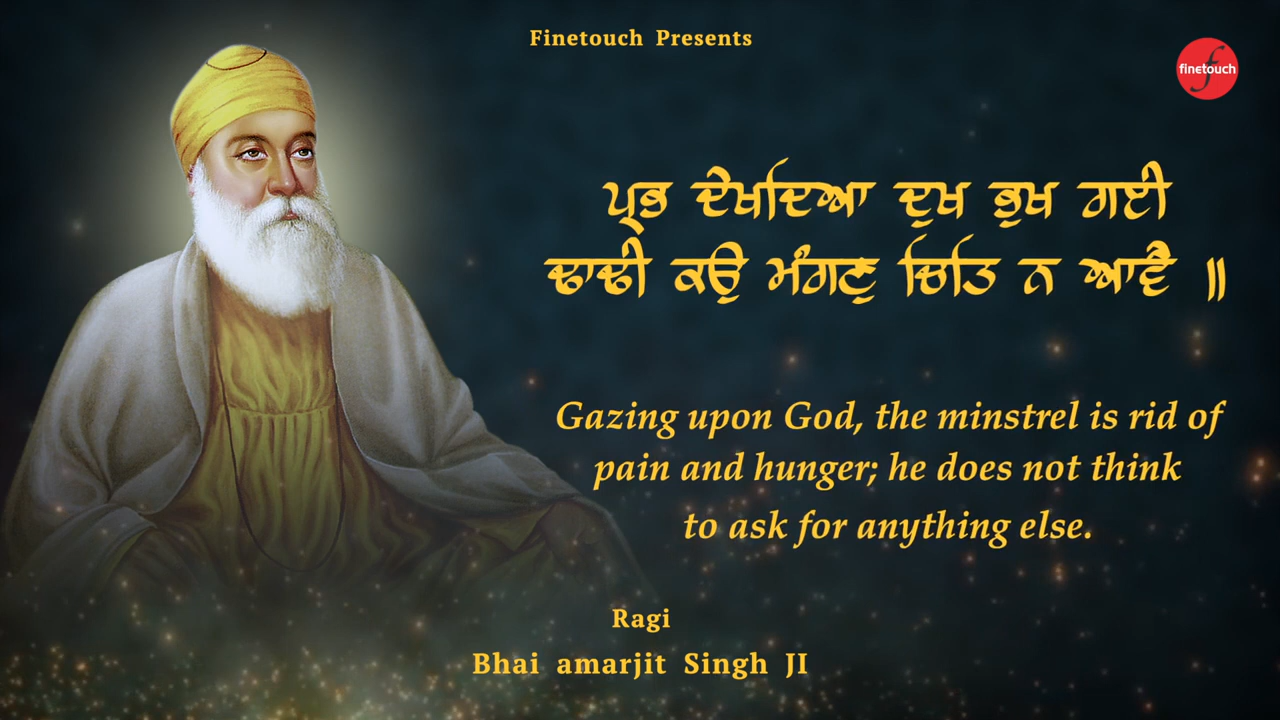 Finetouch Presents
finetouch
ਪ੍ਰਭ ਦੇਖਦਿਆ ਦੁਖ ਭੁਖ ਗਈ
ਢਾਢੀ ਕਉ ਮੰਗਣੁ ਚਿਤਿ ਨ ਆਵੈ ॥
Gazing upon God, the minstrel is rid of
pain and hunger; he does not think
to ask for anything else.
Ragi
Bhai amarjit Singh JI